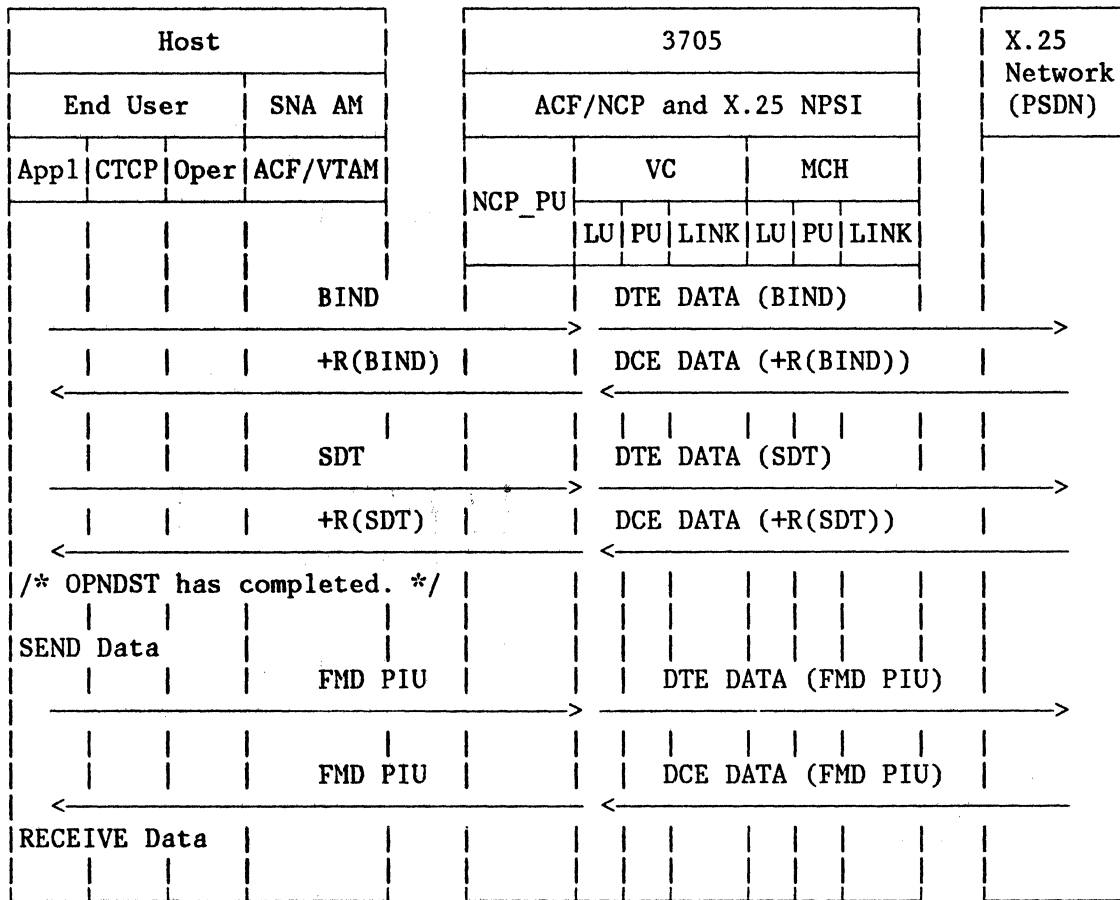 Host 3705 X.25
Network
End User SNA AM ACF/NCP and X.25 NPSI (PSDN)
Appl CTCP Oper ACF/VTAM VC MCH
NCP_PU
LU PU LINK LU PU LINK
BIND DTE DATA (BIND)
+R(BIND) DCE DATA (+R(BIND))
SDT DTE DATA (SDT)
+R(SDT) DCE DATA (+R(SDT))
/* OPNDST has completed. */
SEND Data
FMD PIU DTE DATA (FMD PIU)
FMD PIU DCE DATA (FMD PIU)
RECEIVE Data